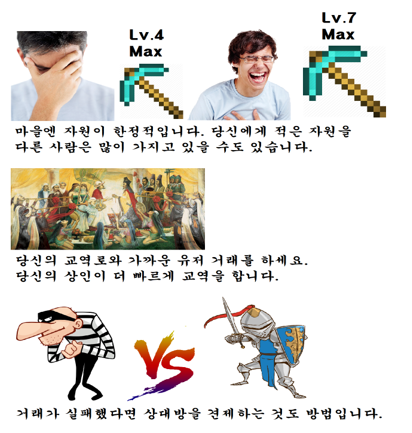 Lv.4
Max
Lv.7
Max
마을엔 자원이 한정적입니다. 당신에게 적은 자원을
다른 사람은 많이 가지고 있을 수도 있습니다.
당신의 교역로와 가까운 유저 거래를 하세요.
당신의 상인이 더 빠르게 교역을 합니다.
VS
거래가 실패했다면 상대방을 견제하는 것도 방법입니다.